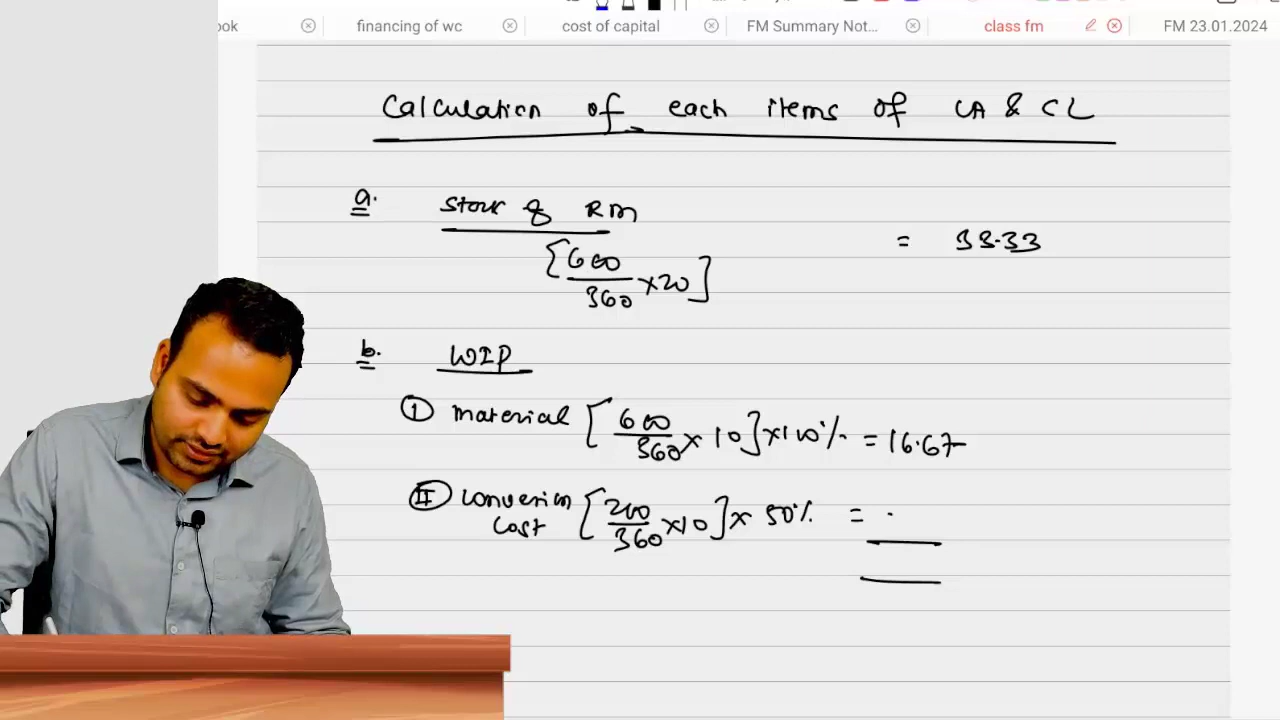 ook financing of wc cost of capital FM Summary Not... class fm FM 23.01.2024
Calculation of each items of CA & CL
a. Stock of RM
[600/360 × 20] = 33.33
b. WIP
I material [600/360 × 10] × 100% = 16.67
II Conversion cost [200/360 × 10] × 50% = .